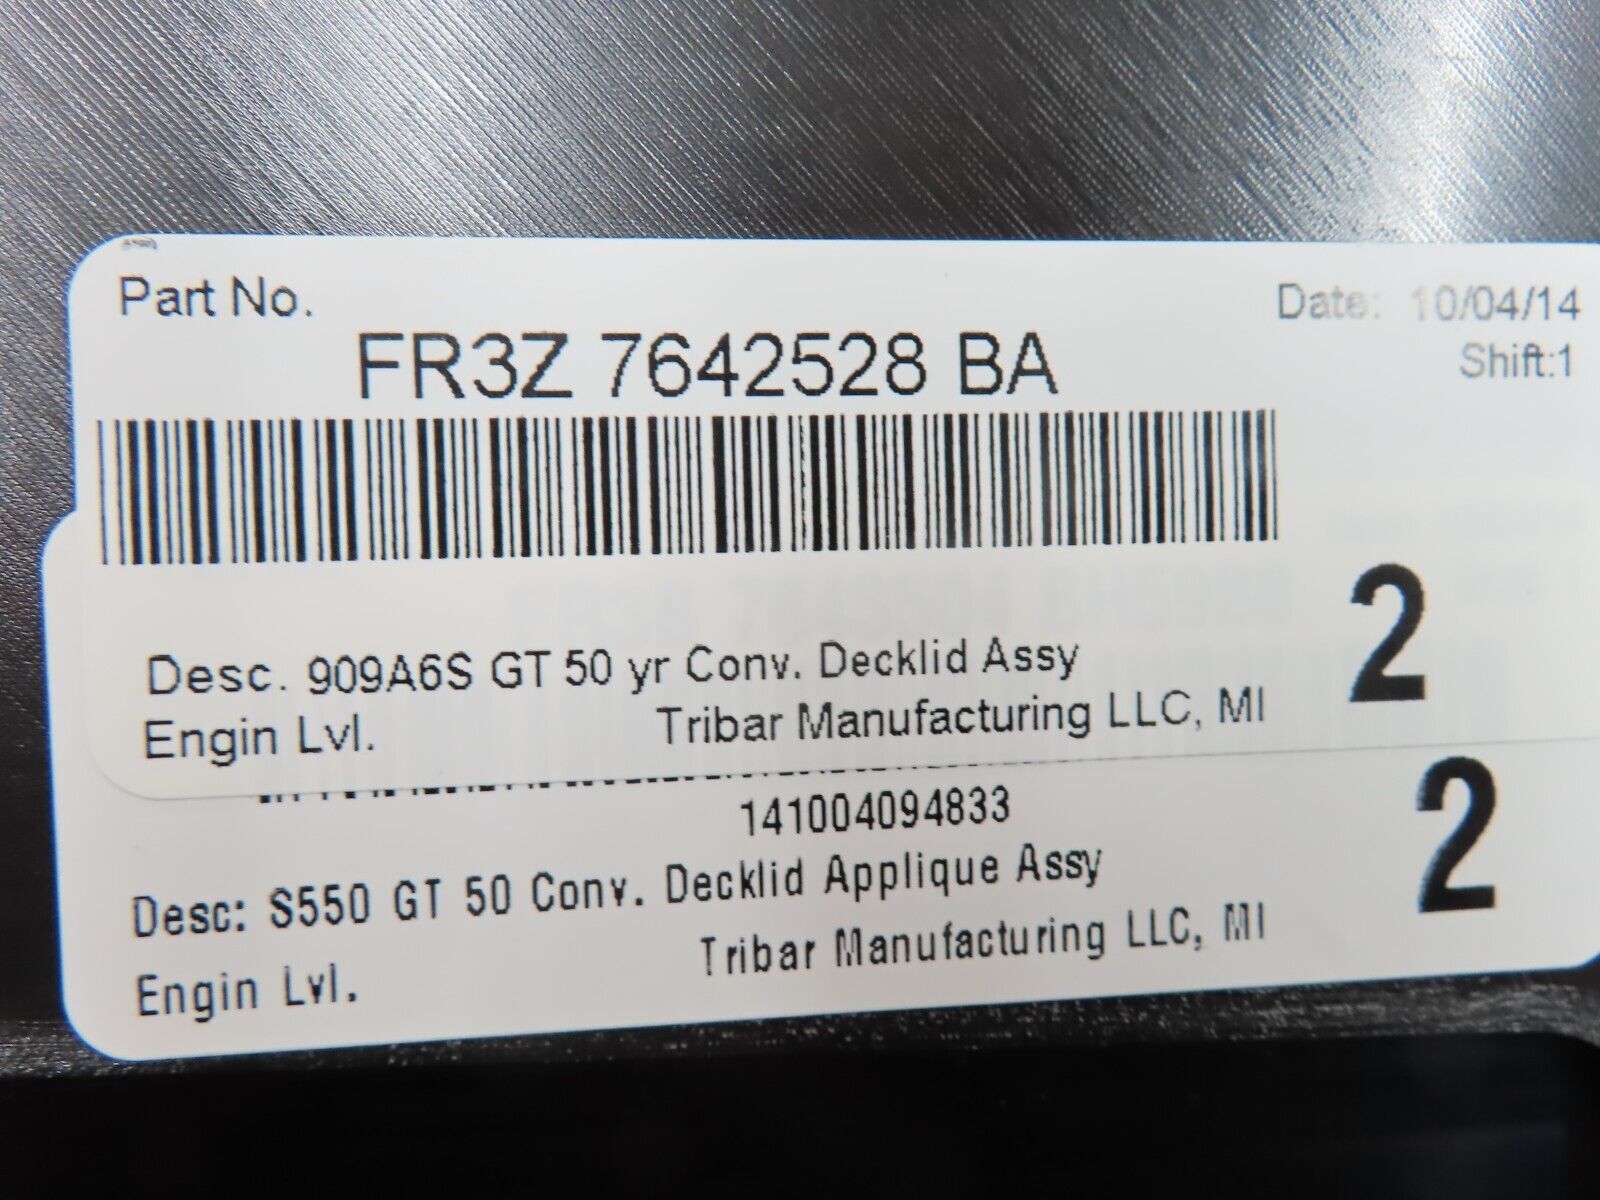 Part No.
Date: 10/04/14
FR3Z 7642528 BA
Shift:1
2
Desc. 909A6S GT 50 yr Conv. Decklid Assy
Engin Lvl.
Tribar Manufacturing LLC, MI
141004094833
2
Desc: S550 GT 50 Conv. Decklid Applique Assy
Tribar Manufacturing LLC, MI
Engin Lvl.